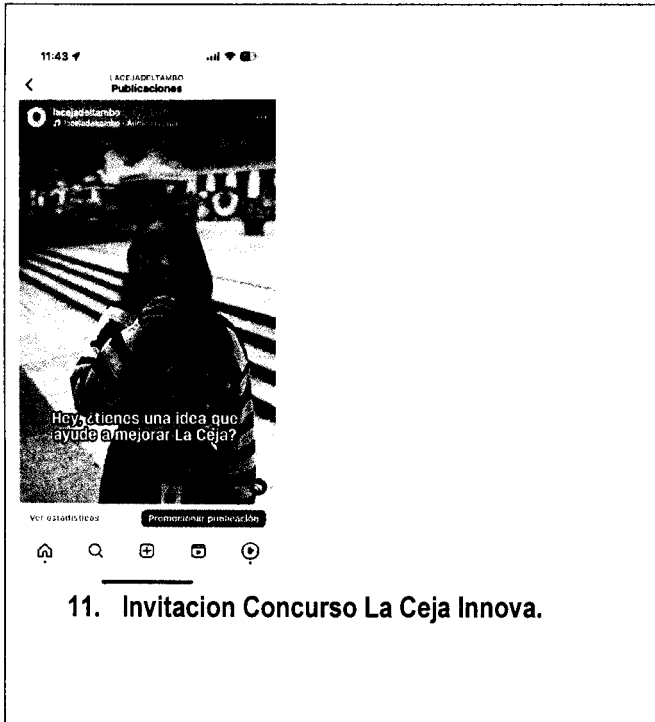 11:43
LACEJADELTAMBO
Publicaciones
lacejadeltambo
lacejadeltambo
Hey, ¿tienes una idea que
ayude a mejorar La Ceja?
Ver estadísticas
Promocionar publicación
11. Invitacion Concurso La Ceja Innova.